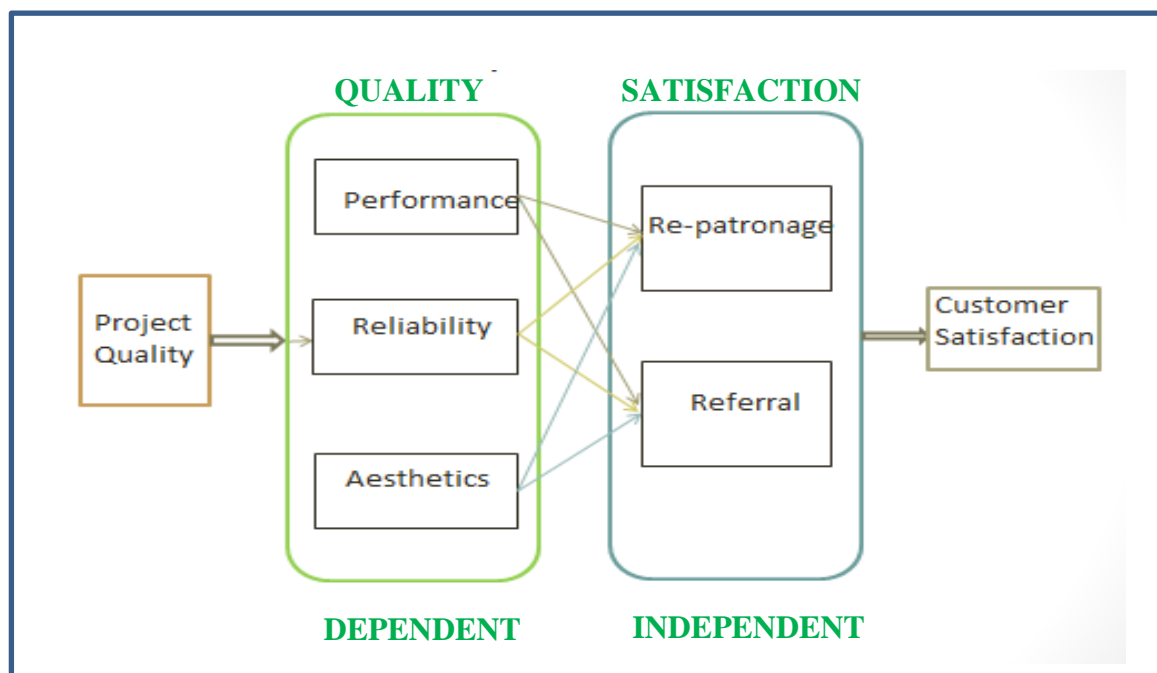 QUALITY
SATISFACTION
Performance
Re-patronage
Project
Quality
Reliability
Customer
Satisfaction
Referral
Aesthetics
DEPENDENT
INDEPENDENT